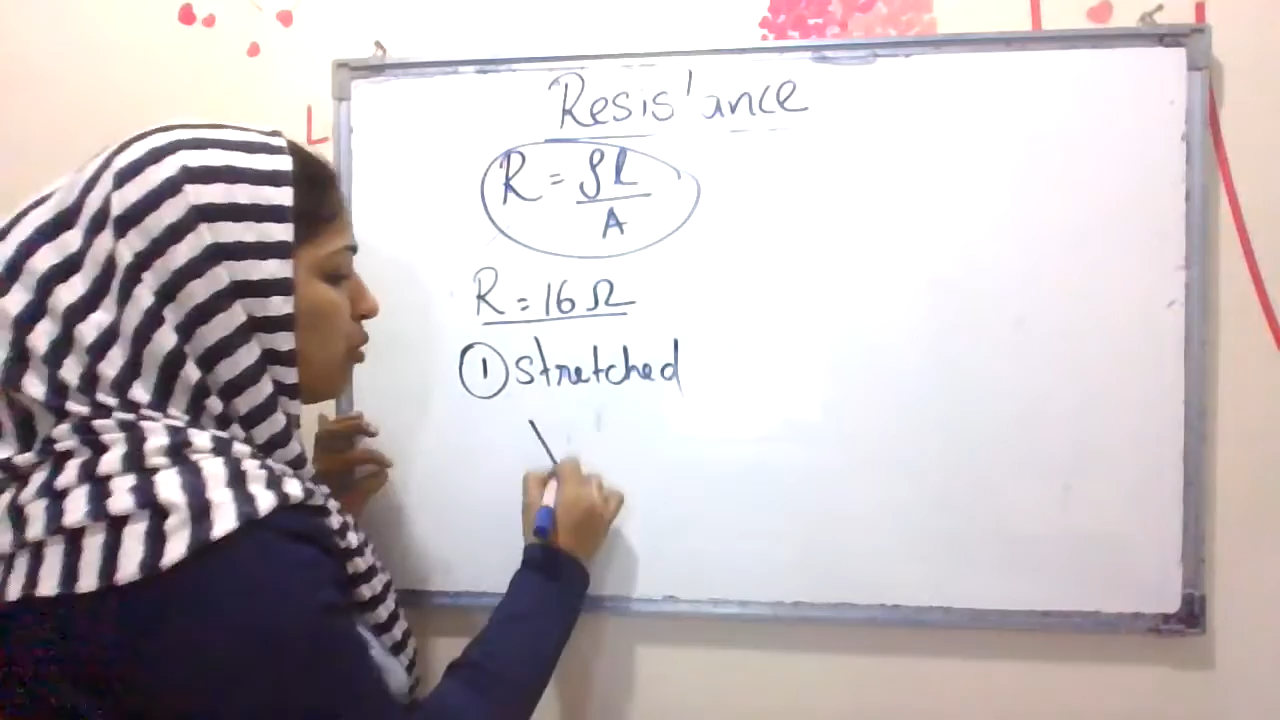 Resistance
R = ρL
A
R = 16 Ω
① stretched